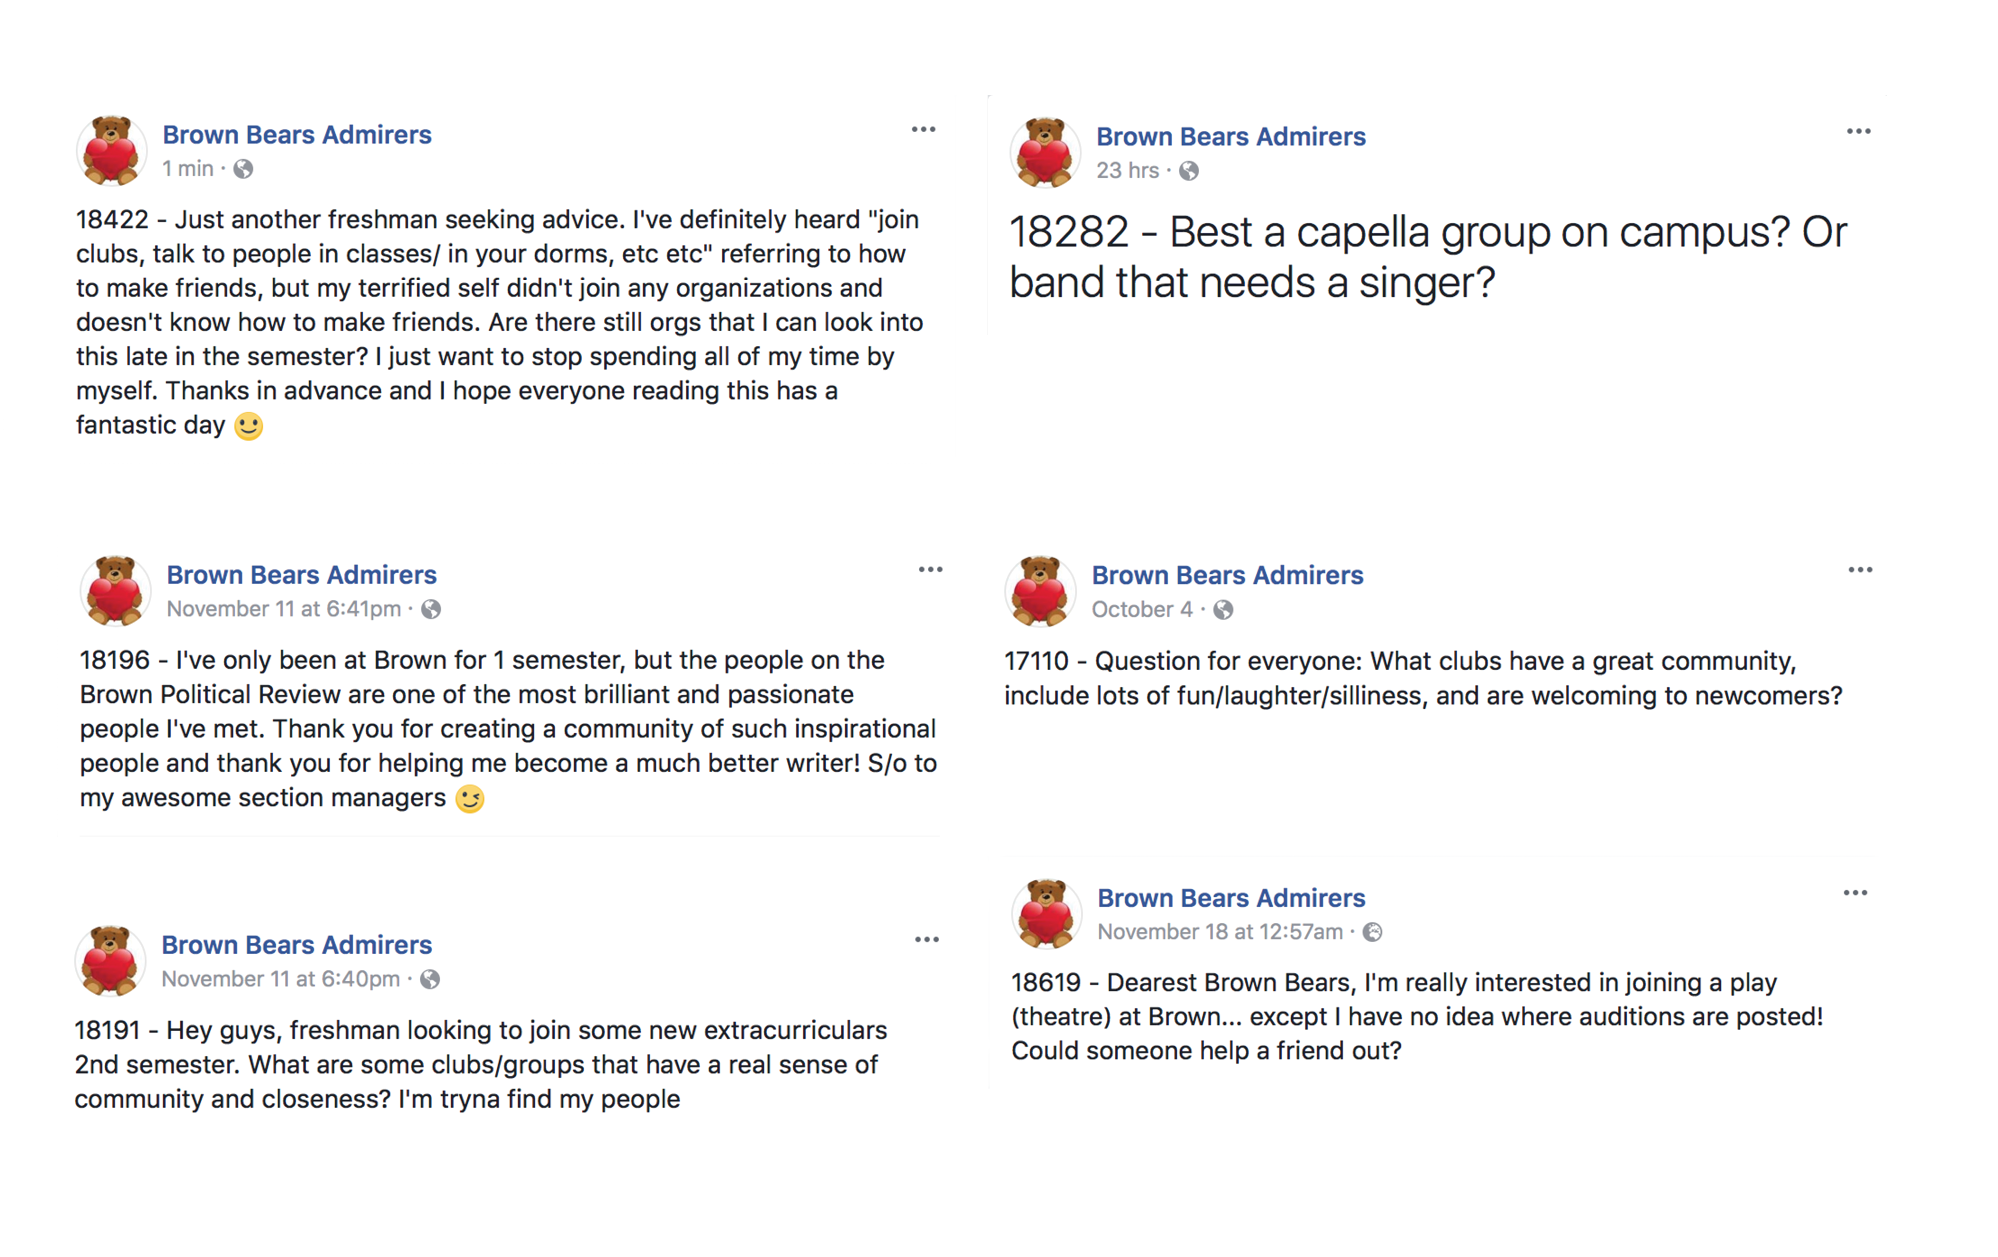 Brown Bears Admirers
1 min ·
18422 - Just another freshman seeking advice. I've definitely heard "join
clubs, talk to people in classes/ in your dorms, etc etc" referring to how
to make friends, but my terrified self didn't join any organizations and
doesn't know how to make friends. Are there still orgs that I can look into
this late in the semester? I just want to stop spending all of my time by
myself. Thanks in advance and I hope everyone reading this has a
fantastic day 🙂
Brown Bears Admirers
23 hrs ·
18282 - Best a capella group on campus? Or
band that needs a singer?
Brown Bears Admirers
November 11 at 6:41pm ·
18196 - I've only been at Brown for 1 semester, but the people on the
Brown Political Review are one of the most brilliant and passionate
people I've met. Thank you for creating a community of such inspirational
people and thank you for helping me become a much better writer! S/o to
my awesome section managers 😉
Brown Bears Admirers
October 4 ·
17110 - Question for everyone: What clubs have a great community,
include lots of fun/laughter/silliness, and are welcoming to newcomers?
Brown Bears Admirers
November 11 at 6:40pm ·
18191 - Hey guys, freshman looking to join some new extracurriculars
2nd semester. What are some clubs/groups that have a real sense of
community and closeness? I'm tryna find my people
Brown Bears Admirers
November 18 at 12:57am ·
18619 - Dearest Brown Bears, I'm really interested in joining a play
(theatre) at Brown... except I have no idea where auditions are posted!
Could someone help a friend out?